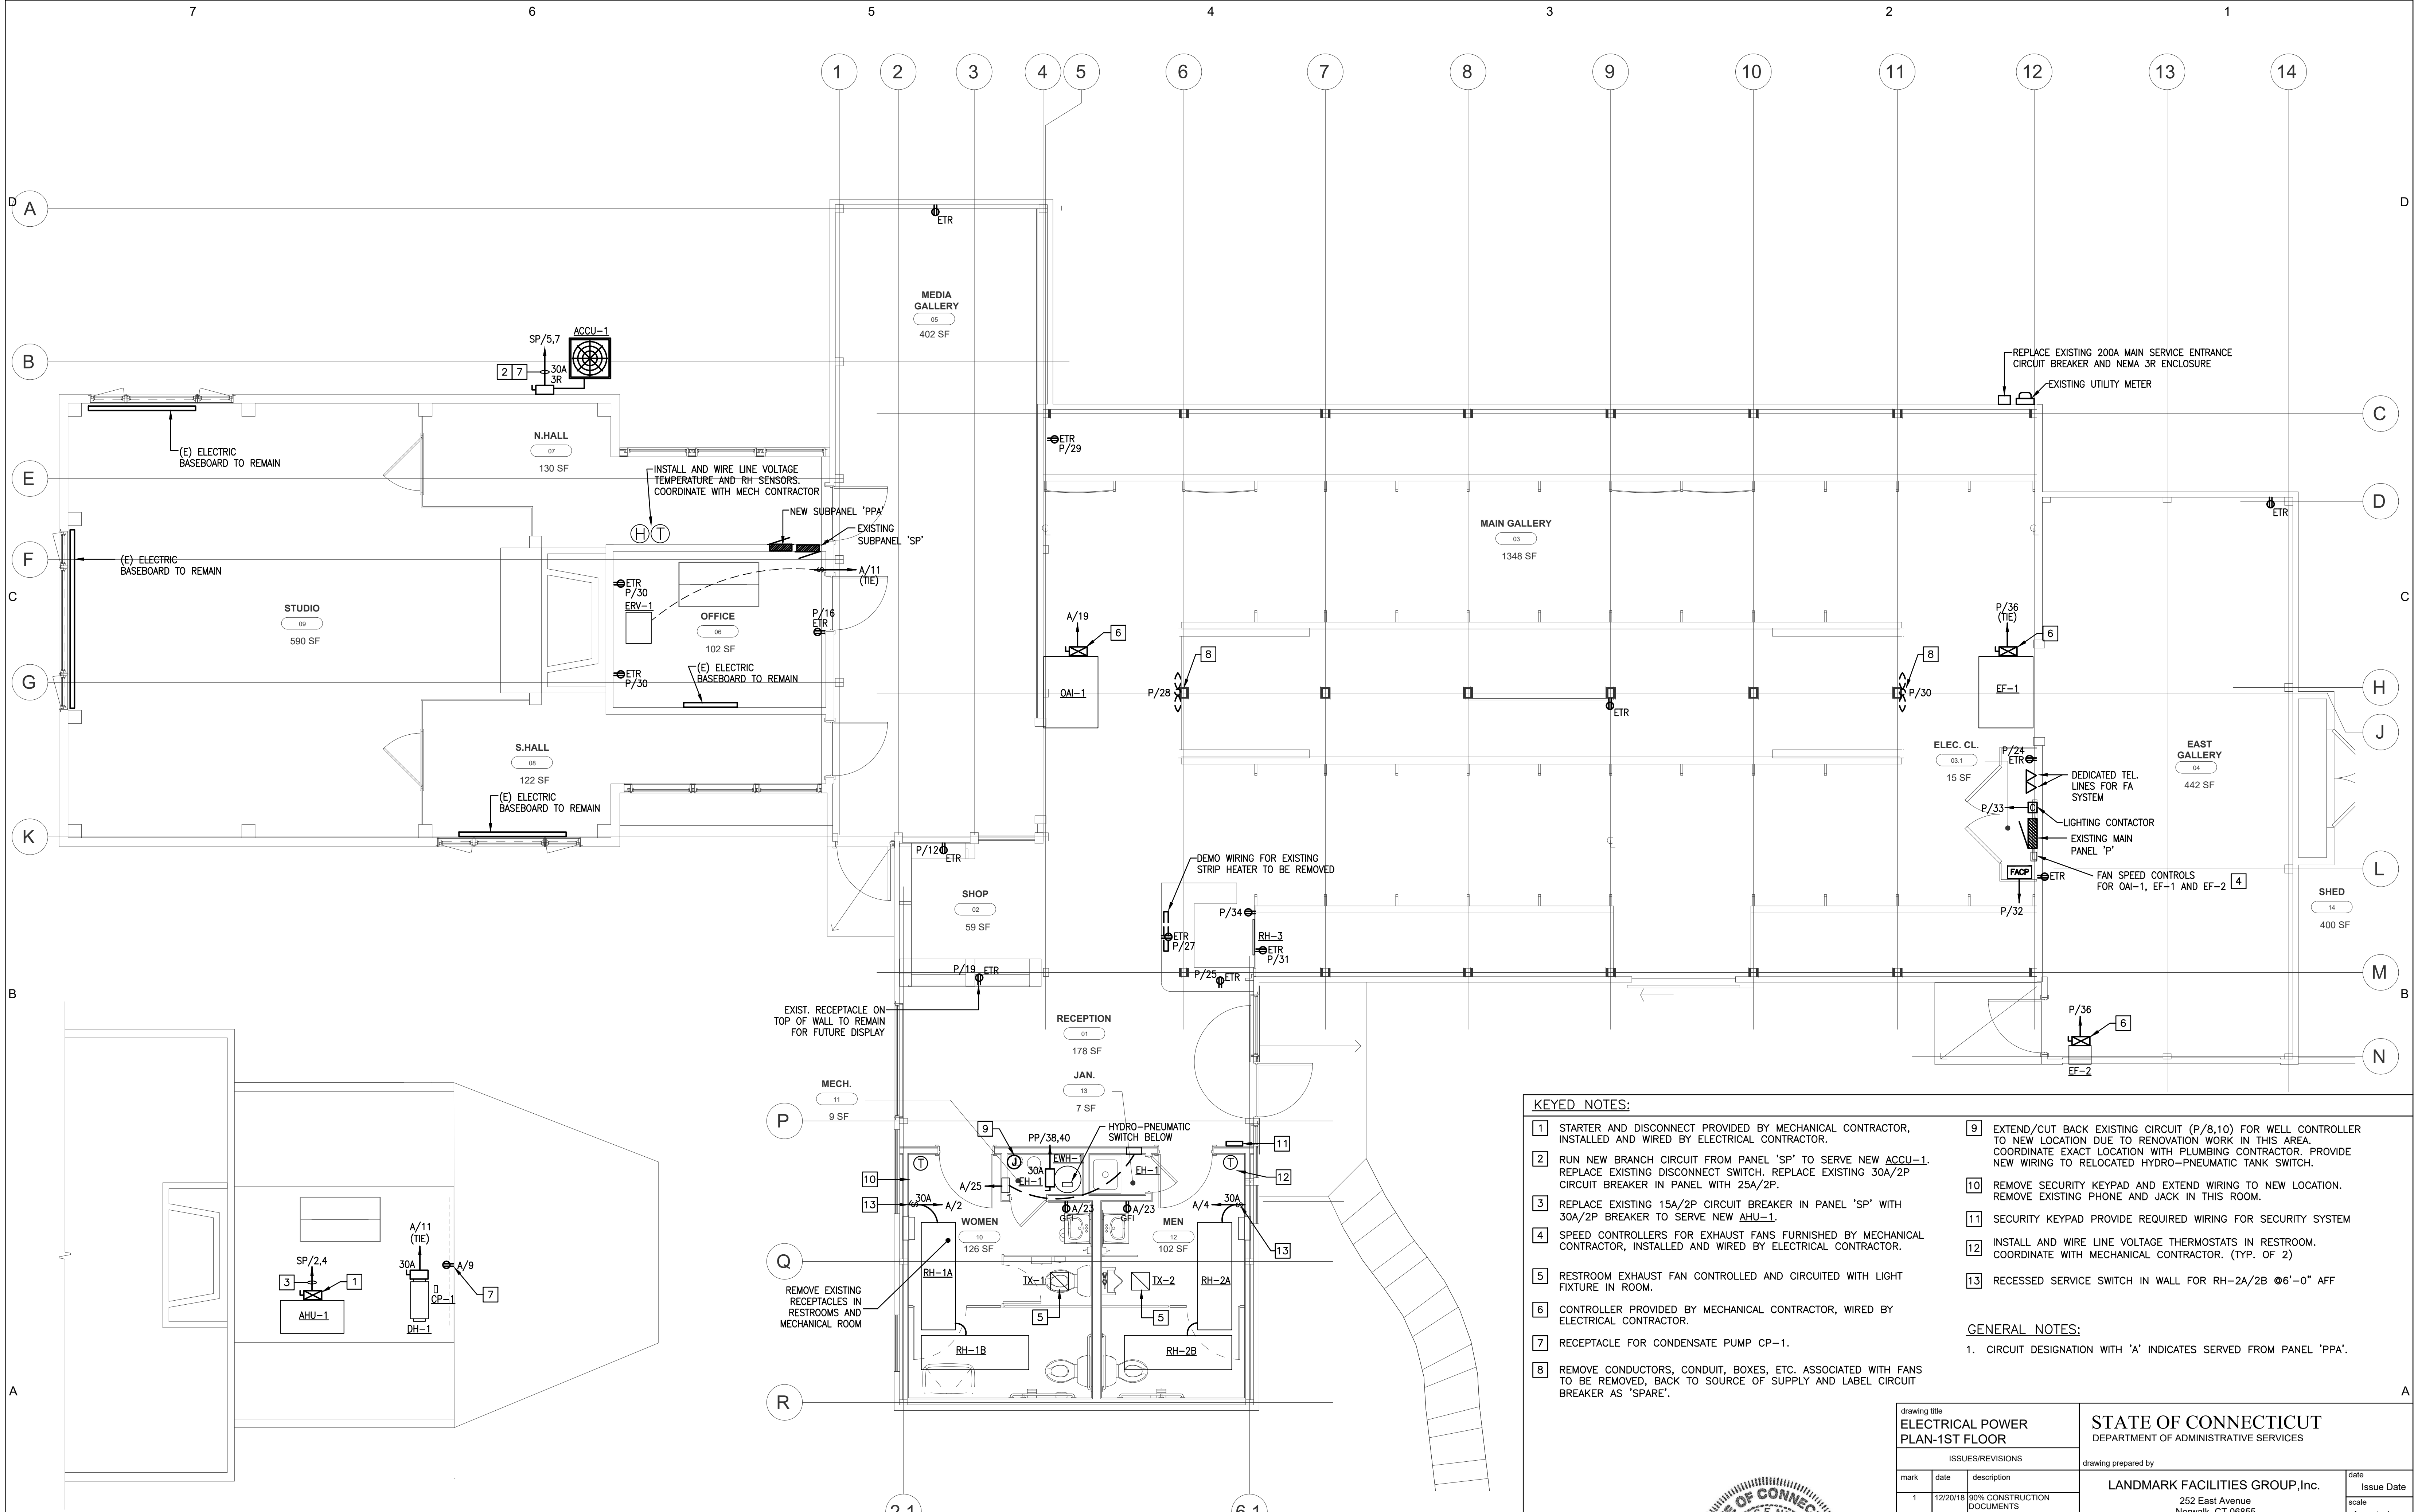 7 6 5 4 3 2 1
1 2 3 4 5 6 7 8 9 10 11 12 13 14
D
A
D
ETR
MEDIA
GALLERY
05
402 SF
ACCU-1
SP/5,7
B
2 7
30A
3R
REPLACE EXISTING 200A MAIN SERVICE ENTRANCE
CIRCUIT BREAKER AND NEMA 3R ENCLOSURE
EXISTING UTILITY METER
C
(E) ELECTRIC
BASEBOARD TO REMAIN
N.HALL
07
130 SF
ETR
P/29
E
INSTALL AND WIRE LINE VOLTAGE
TEMPERATURE AND RH SENSORS.
COORDINATE WITH MECH CONTRACTOR
H T
NEW SUBPANEL 'PPA'
EXISTING
SUBPANEL 'SP'
MAIN GALLERY
03
1348 SF
D
ETR
F
(E) ELECTRIC
BASEBOARD TO REMAIN
S
A/11
(TIE)
ETR
P/30
ERV-1
OFFICE
06
102 SF
P/16
ETR
C
C
STUDIO
09
590 SF
A/19
6
P/36
(TIE)
6
G
ETR
P/30
(E) ELECTRIC
BASEBOARD TO REMAIN
OAI-1
8
P/28
8
P/30
ETR
EF-1
H
J
S.HALL
08
122 SF
(E) ELECTRIC
BASEBOARD TO REMAIN
ELEC. CL.
03.1
15 SF
P/24
ETR
DEDICATED TEL.
LINES FOR FA
SYSTEM
EAST
GALLERY
04
442 SF
P/33
C
LIGHTING CONTACTOR
EXISTING MAIN
PANEL 'P'
K
P/12
ETR
DEMO WIRING FOR EXISTING
STRIP HEATER TO BE REMOVED
FACP
ETR
P/32
FAN SPEED CONTROLS
FOR OAI-1, EF-1 AND EF-2 4
L
SHED
14
400 SF
SHOP
02
59 SF
P/34
ETR
P/27
RH-3
ETR
P/31
P/19 ETR
P/25 ETR
M
B
B
EXIST. RECEPTACLE ON
TOP OF WALL TO REMAIN
FOR FUTURE DISPLAY
RECEPTION
01
178 SF
P/36
6
EF-2
N
MECH.
11
9 SF
JAN.
13
7 SF
P
9
PP/38,40
HYDRO-PNEUMATIC
SWITCH BELOW
11
T
J
EWH-1
30A
EH-1
EH-1
T
12
10
A/25
13
30A
S
A/2
A/23
GFI
A/23
GFI
A/4
30A
S
13
WOMEN
10
126 SF
MEN
12
102 SF
Q
RH-1A
TX-1
TX-2
RH-2A
5
5
REMOVE EXISTING
RECEPTACLES IN
RESTROOMS AND
MECHANICAL ROOM
RH-1B
RH-2B
R
2.1
6.1
A/11
(TIE)
SP/2,4
30A
A/9
3
1
CP-1
7
AHU-1
DH-1
A
A
KEYED NOTES:
1 STARTER AND DISCONNECT PROVIDED BY MECHANICAL CONTRACTOR,
INSTALLED AND WIRED BY ELECTRICAL CONTRACTOR.
2 RUN NEW BRANCH CIRCUIT FROM PANEL 'SP' TO SERVE NEW ACCU-1.
REPLACE EXISTING DISCONNECT SWITCH. REPLACE EXISTING 30A/2P
CIRCUIT BREAKER IN PANEL WITH 25A/2P.
3 REPLACE EXISTING 15A/2P CIRCUIT BREAKER IN PANEL 'SP' WITH
30A/2P BREAKER TO SERVE NEW AHU-1.
4 SPEED CONTROLLERS FOR EXHAUST FANS FURNISHED BY MECHANICAL
CONTRACTOR, INSTALLED AND WIRED BY ELECTRICAL CONTRACTOR.
5 RESTROOM EXHAUST FAN CONTROLLED AND CIRCUITED WITH LIGHT
FIXTURE IN ROOM.
6 CONTROLLER PROVIDED BY MECHANICAL CONTRACTOR, WIRED BY
ELECTRICAL CONTRACTOR.
7 RECEPTACLE FOR CONDENSATE PUMP CP-1.
8 REMOVE CONDUCTORS, CONDUIT, BOXES, ETC. ASSOCIATED WITH FANS
TO BE REMOVED, BACK TO SOURCE OF SUPPLY AND LABEL CIRCUIT
BREAKER AS 'SPARE'.
9 EXTEND/CUT BACK EXISTING CIRCUIT (P/8,10) FOR WELL CONTROLLER
TO NEW LOCATION DUE TO RENOVATION WORK IN THIS AREA.
COORDINATE EXACT LOCATION WITH PLUMBING CONTRACTOR. PROVIDE
NEW WIRING TO RELOCATED HYDRO-PNEUMATIC TANK SWITCH.
10 REMOVE SECURITY KEYPAD AND EXTEND WIRING TO NEW LOCATION.
REMOVE EXISTING PHONE AND JACK IN THIS ROOM.
11 SECURITY KEYPAD PROVIDE REQUIRED WIRING FOR SECURITY SYSTEM
12 INSTALL AND WIRE LINE VOLTAGE THERMOSTATS IN RESTROOM.
COORDINATE WITH MECHANICAL CONTRACTOR. (TYP. OF 2)
13 RECESSED SERVICE SWITCH IN WALL FOR RH-2A/2B @6'-0" AFF
GENERAL NOTES:
1. CIRCUIT DESIGNATION WITH 'A' INDICATES SERVED FROM PANEL 'PPA'.
drawing title
ELECTRICAL POWER
PLAN-1ST FLOOR
ISSUES/REVISIONS
mark date description
1 12/20/18 90% CONSTRUCTION
DOCUMENTS
STATE OF CONNECTICUT
DEPARTMENT OF ADMINISTRATIVE SERVICES
drawing prepared by
LANDMARK FACILITIES GROUP,Inc.
252 East Avenue
Norwalk, CT 06855
date
Issue Date
scale
OF CONNEC